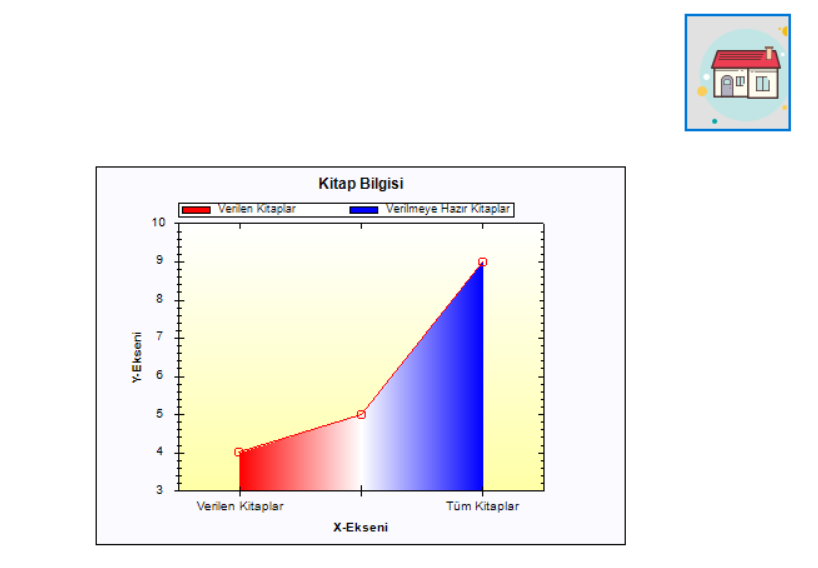 Kitap Bilgisi
Verilen Kitaplar Verilmeye Hazır Kitaplar
10
9
8
7
6
5
4
3
Y-Ekseni
Verilen Kitaplar Tüm Kitaplar
X-Ekseni